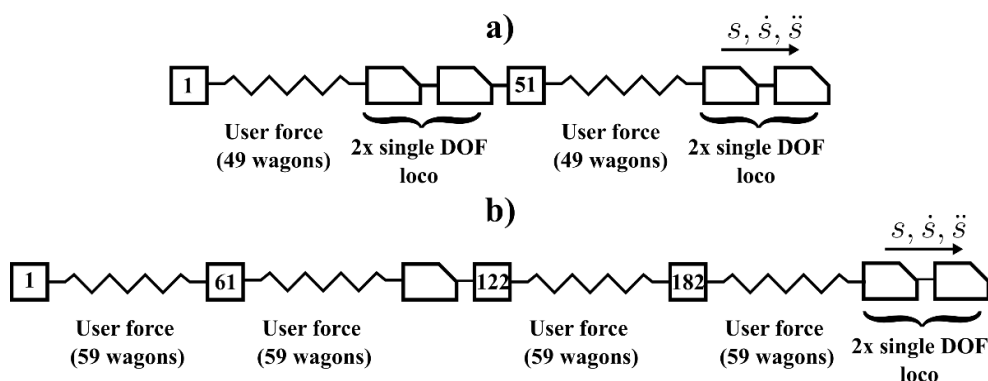 a)
s, ṡ, s̈
1
51
User force
(49 wagons)
2x single DOF
loco
User force
(49 wagons)
2x single DOF
loco
b)
s, ṡ, s̈
1
61
122
182
User force
(59 wagons)
User force
(59 wagons)
User force
(59 wagons)
User force
(59 wagons)
2x single DOF
loco